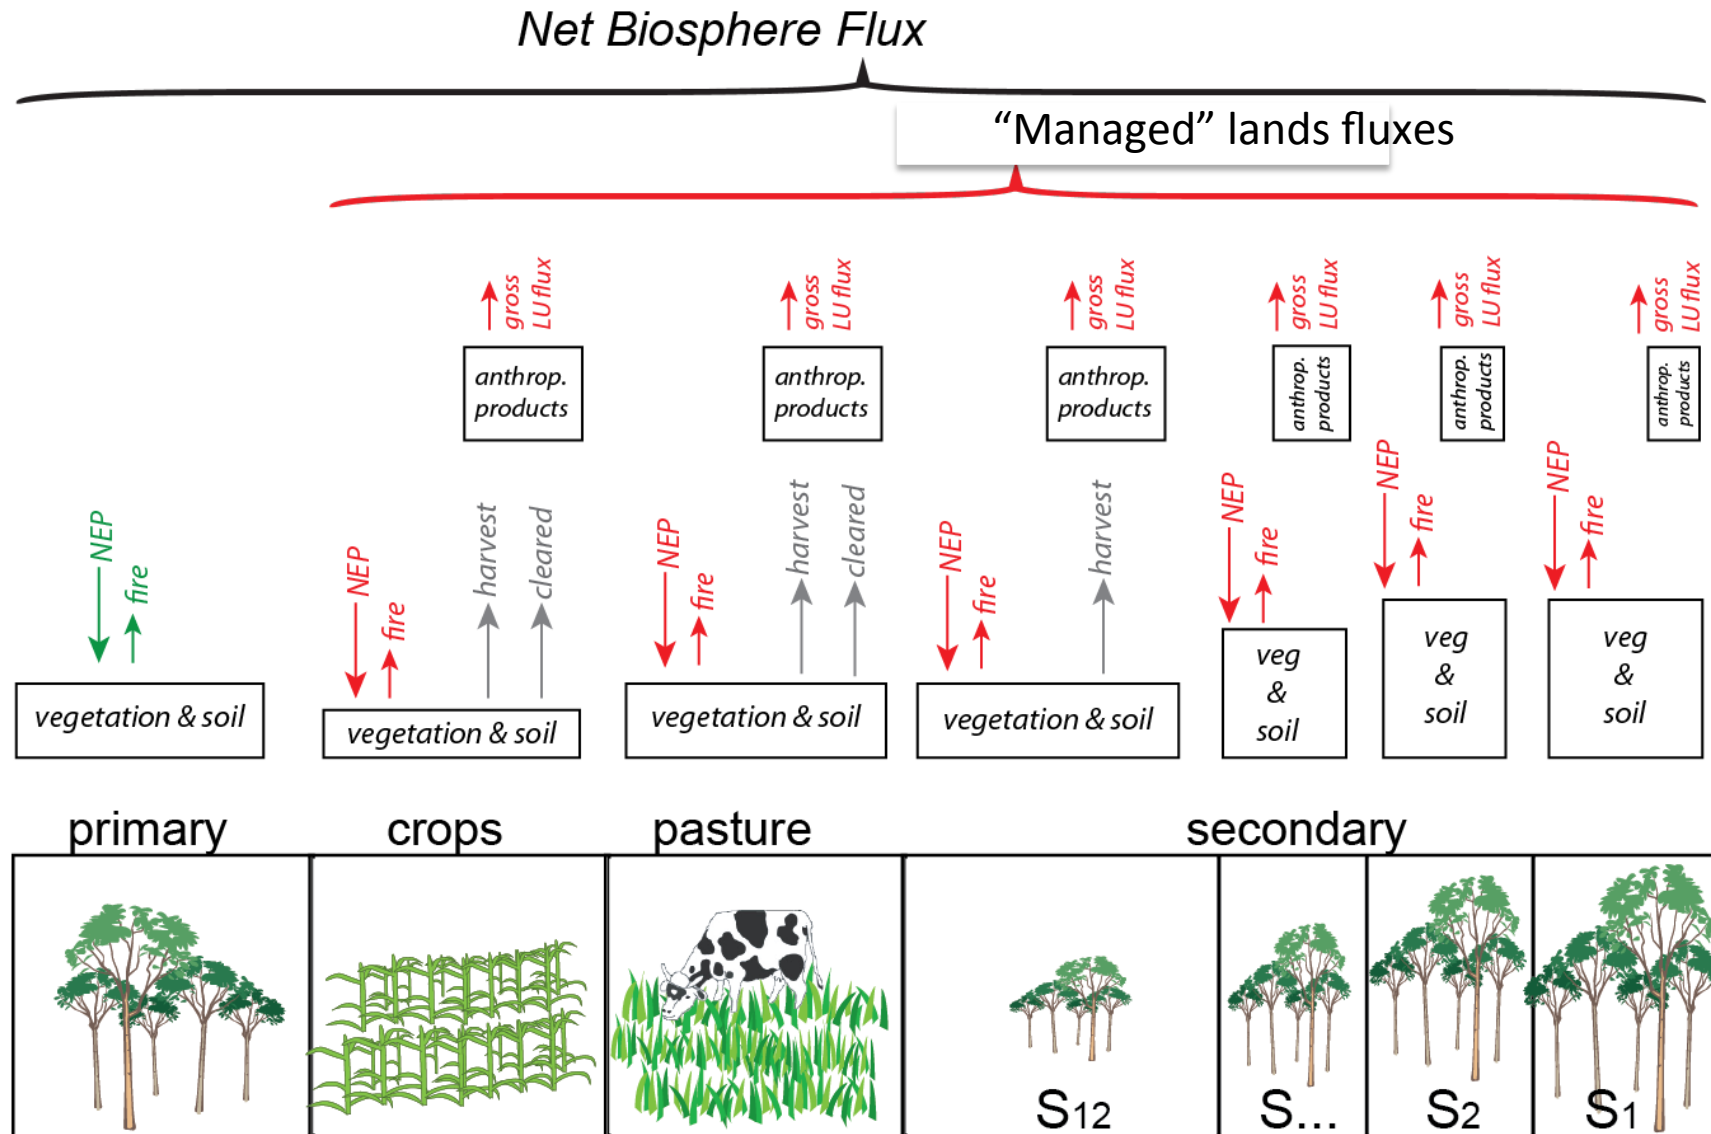 Net Biosphere Flux
“Managed” lands fluxes
gross
LU flux
gross
LU flux
gross
LU flux
gross
LU flux
gross
LU flux
gross
LU flux
anthrop.
products
anthrop.
products
anthrop.
products
anthrop.
products
anthrop.
products
anthrop.
products
NEP
fire
NEP
fire
harvest
cleared
NEP
fire
harvest
cleared
NEP
fire
harvest
NEP
fire
NEP
fire
NEP
fire
vegetation & soil
vegetation & soil
vegetation & soil
vegetation & soil
veg
&
soil
veg
&
soil
veg
&
soil
primary
crops
pasture
secondary
S12
S...
S2
S1